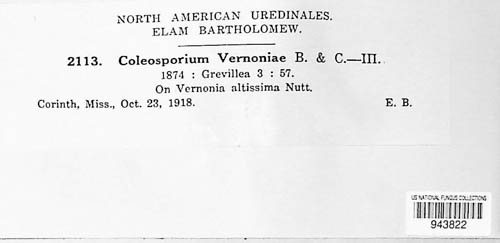 NORTH AMERICAN UREDINALES.
ELAM BARTHOLOMEW.
2113. Coleosporium Vernoniae B. & C.—III.
1874 : Grevillea 3 : 57.
On Vernonia altissima Nutt.
Corinth, Miss., Oct. 23, 1918. E. B.
US NATIONAL FUNGUS COLLECTIONS
943822